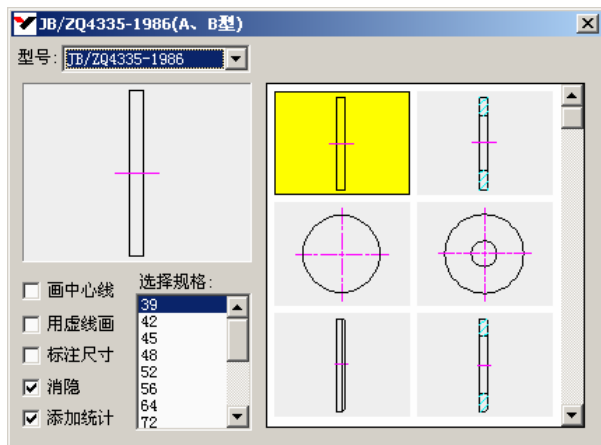 JB/ZQ4335-1986(A、B型)
型号: JB/ZQ4335-1986
画中心线
用虚线画
标注尺寸
消隐
添加统计
选择规格:
39
42
45
48
52
56
64
72